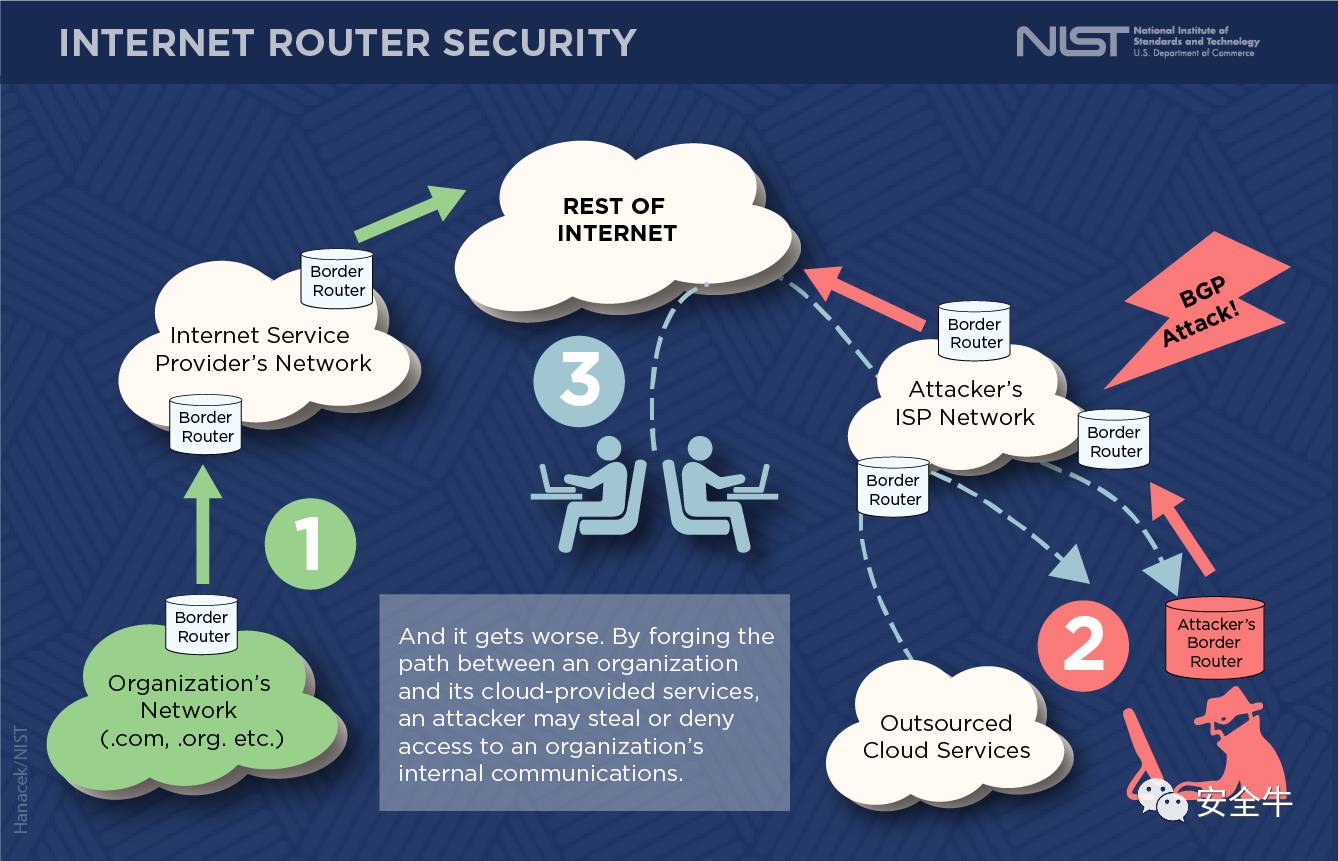 INTERNET ROUTER SECURITY
NIST
National Institute of
Standards and Technology
U.S. Department of Commerce
REST OF
INTERNET
Border
Router
Internet Service
Provider's Network
Border
Router
1
Border
Router
Organization's
Network
(.com, .org. etc.)
3
And it gets worse. By forging the
path between an organization
and its cloud-provided services,
an attacker may steal or deny
access to an organization's
internal communications.
BGP
Attack!
Border
Router
Attacker's
ISP Network
Border
Router
Border
Router
2
Attacker's
Border
Router
Outsourced
Cloud Services
Hanacek/NIST
安全牛